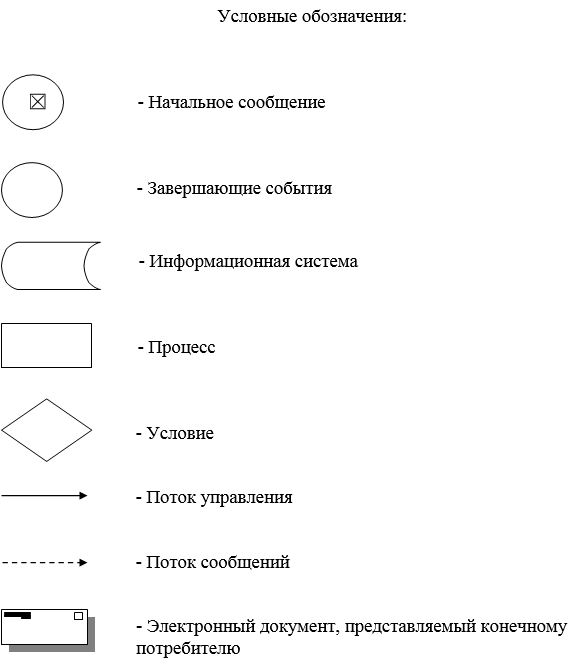 Условные обозначения:
- Начальное сообщение
- Завершающие события
- Информационная система
- Процесс
- Условие
- Поток управления
- Поток сообщений
- Электронный документ, представляемый конечному
потребителю